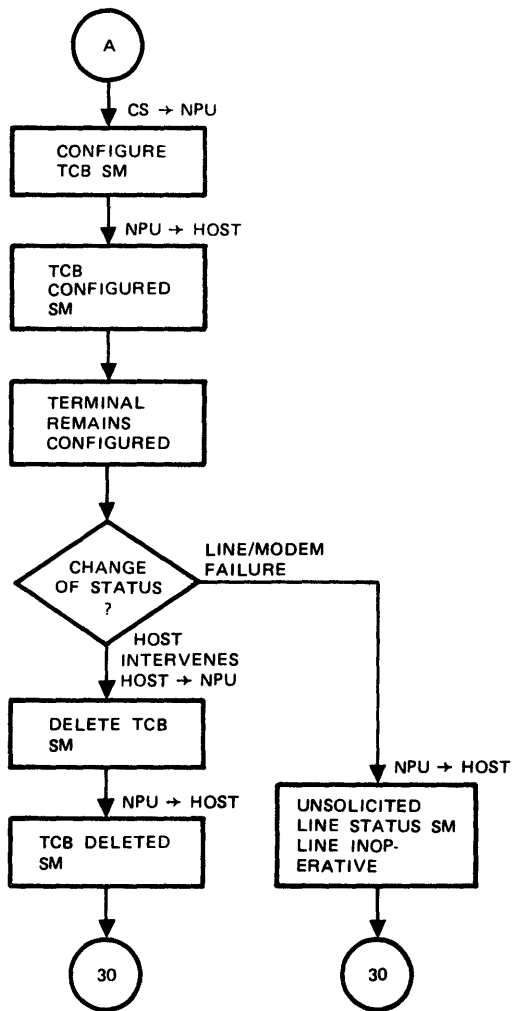 A
CS → NPU
CONFIGURE
TCB SM
NPU → HOST
TCB
CONFIGURED
SM
TERMINAL
REMAINS
CONFIGURED
CHANGE
OF STATUS
?
LINE/MODEM
FAILURE
HOST
INTERVENES
HOST → NPU
DELETE TCB
SM
NPU → HOST
TCB DELETED
SM
30
NPU → HOST
UNSOLICITED
LINE STATUS SM
LINE INOP-
ERATIVE
30